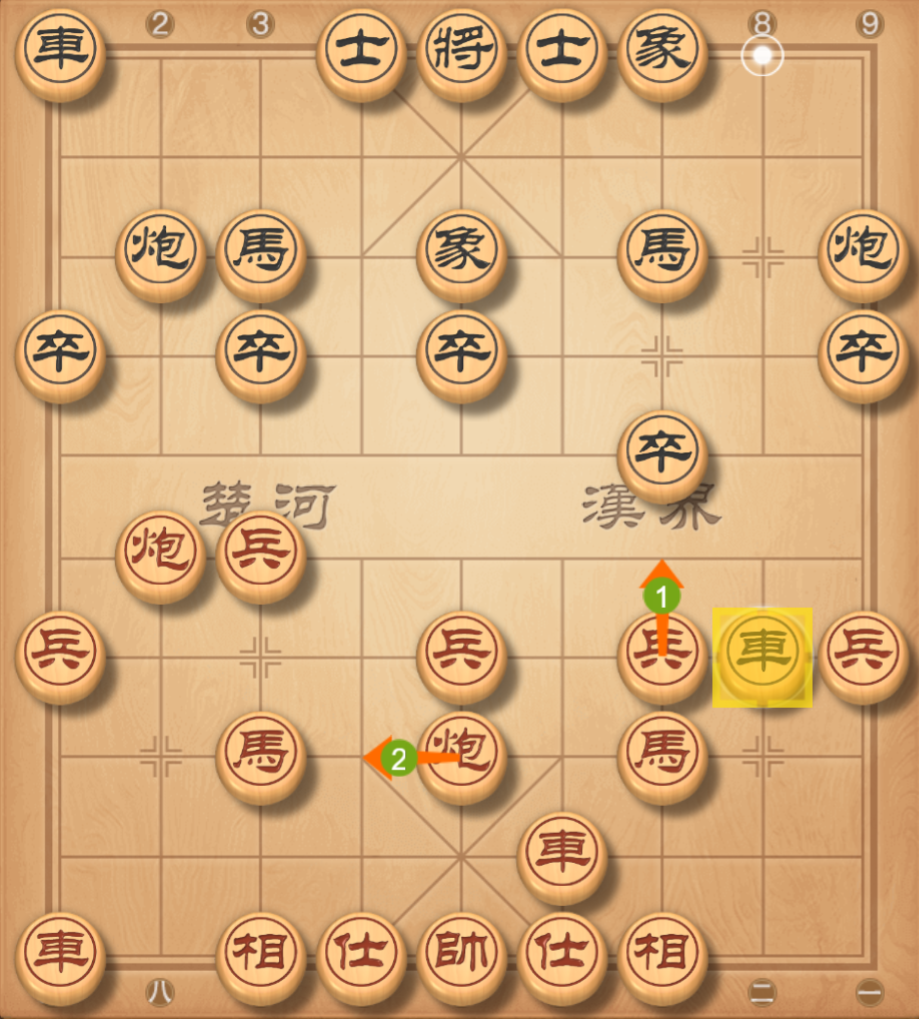 2 3 8 9
車 士 將 士 象
炮 馬 象 馬 炮
卒 卒 卒 卒
卒
楚 河 漢 界
炮 兵
1
兵 兵 兵 車 兵
馬 2 炮 馬
車
車 相 仕 帥 仕 相
八 二 一